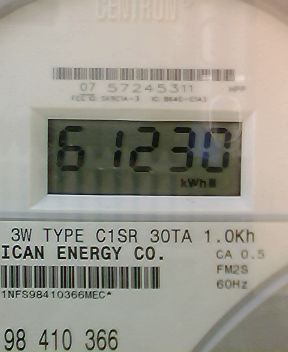 CENTRON
07 57245311
61230
kWh
3W TYPE C1SR 30TA 1.0Kh
ICAN ENERGY CO.
CA 0.5
FM2S
60Hz
1NFS98410366MEC*
98 410 366